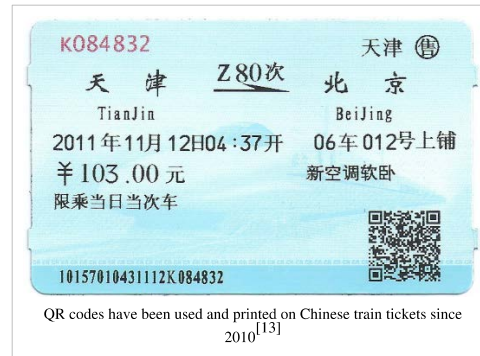 K084832 天津 售
天津 Z80次 北京
TianJin BeiJing
2011年11月12日04:37开 06车012号上铺
￥103.00元 新空调软卧
限乘当日当次车
10157010431112K084832
QR codes have been used and printed on Chinese train tickets since
2010[13]